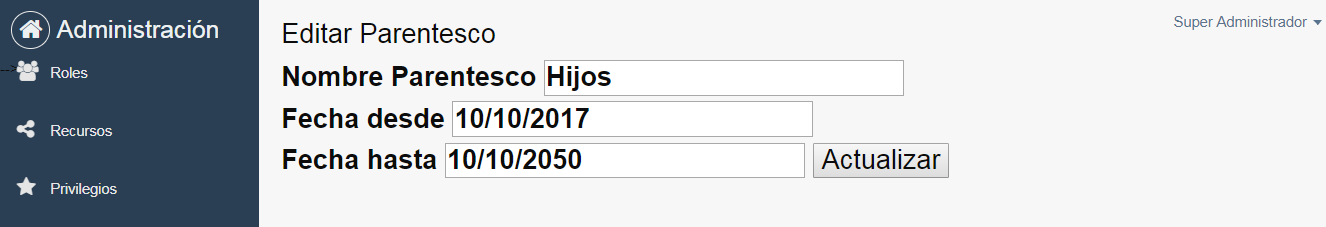 Administración
Roles
Recursos
Privilegios
Super Administrador
Editar Parentesco
Nombre Parentesco Hijos
Fecha desde 10/10/2017
Fecha hasta 10/10/2050 Actualizar